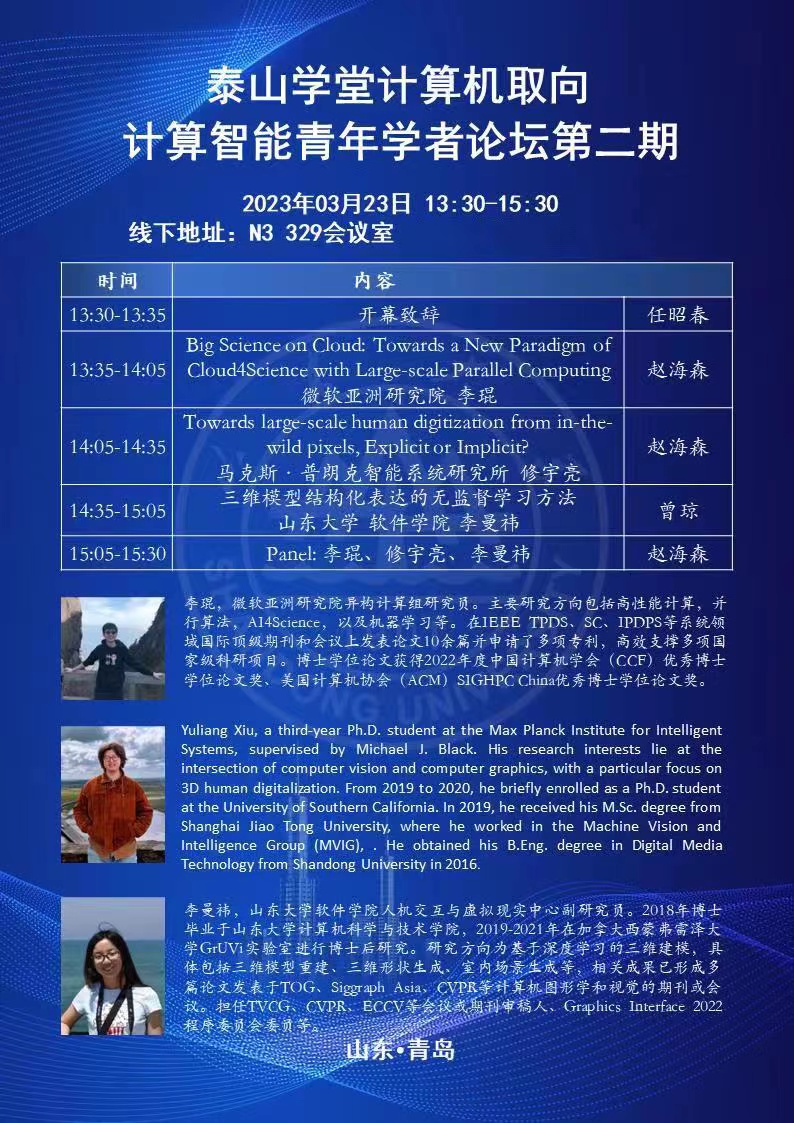 泰山学堂计算机取向
计算智能青年学者论坛第二期
2023年03月23日 13:30-15:30
线下地址：N3 329会议室
时间 内容
13:30-13:35 开幕致辞 任昭春
13:35-14:05 Big Science on Cloud: Towards a New Paradigm of
Cloud4Science with Large-scale Parallel Computing
微软亚洲研究院 李琨
赵海森
14:05-14:35 Towards large-scale human digitization from in-the-
wild pixels, Explicit or Implicit?
马克斯·普朗克智能系统研究所 修宇亮
赵海森
14:35-15:05 三维模型结构化表达的无监督学习方法
山东大学 软件学院 李曼祎
曾琼
15:05-15:30 Panel: 李琨、修宇亮、李曼祎 赵海森
李琨，微软亚洲研究院异构计算组研究员。主要研究方向包括高性能计算，并
行算法，AI4Science，以及机器学习等。在IEEE TPDS、SC、IPDPS等系统领
域国际顶级期刊和会议上发表论文10余篇并申请了多项专利，高效支撑多项国
家级科研项目。博士学位论文获得2022年度中国计算机学会（CCF）优秀博士
学位论文奖、美国计算机协会（ACM）SIGHPC China优秀博士学位论文奖。
Yuliang Xiu, a third-year Ph.D. student at the Max Planck Institute for Intelligent
Systems, supervised by Michael J. Black. His research interests lie at the
intersection of computer vision and computer graphics, with a particular focus on
3D human digitalization. From 2019 to 2020, he briefly enrolled as a Ph.D. student
at the University of Southern California. In 2019, he received his M.Sc. degree from
Shanghai Jiao Tong University, where he worked in the Machine Vision and
Intelligence Group (MVIG), . He obtained his B.Eng. degree in Digital Media
Technology from Shandong University in 2016.
李曼祎，山东大学软件学院人机交互与虚拟现实中心副研究员。2018年博士
毕业于山东大学计算机科学与技术学院，2019-2021年在加拿大西蒙弗雷泽大
学GrUVi实验室进行博士后研究。研究方向为基于深度学习的三维建模，具
体包括三维模型重建、三维形状生成、室内场景生成等，相关成果已形成多
篇论文发表于TOG、Siggraph Asia、CVPR等计算机图形学和视觉的期刊或会
议。担任TVCG、CVPR、ECCV等会议或期刊审稿人、Graphics Interface 2022
程序委员会委员等。
山东·青岛